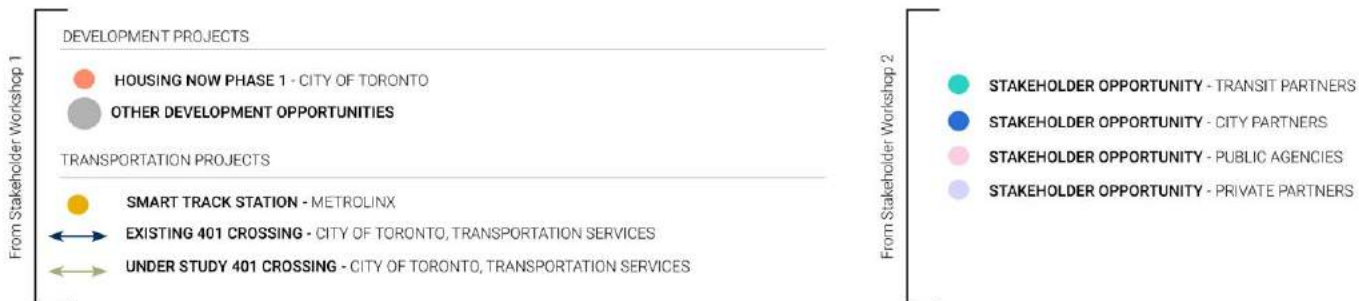 From Stakeholder Workshop 1
DEVELOPMENT PROJECTS
HOUSING NOW PHASE 1 - CITY OF TORONTO
OTHER DEVELOPMENT OPPORTUNITIES
TRANSPORTATION PROJECTS
SMART TRACK STATION - METROLINX
EXISTING 401 CROSSING - CITY OF TORONTO, TRANSPORTATION SERVICES
UNDER STUDY 401 CROSSING - CITY OF TORONTO, TRANSPORTATION SERVICES
From Stakeholder Workshop 2
STAKEHOLDER OPPORTUNITY - TRANSIT PARTNERS
STAKEHOLDER OPPORTUNITY - CITY PARTNERS
STAKEHOLDER OPPORTUNITY - PUBLIC AGENCIES
STAKEHOLDER OPPORTUNITY - PRIVATE PARTNERS